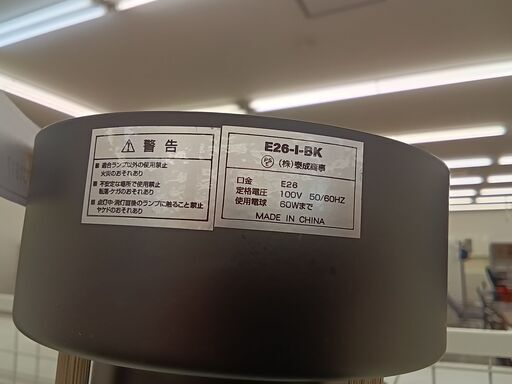 ⚠ 警告
■適合ランプ以外の使用禁止
火災のおそれあり
■不安定な場所で使用禁止
転落・ケガのおそれあり
■点灯中・消灯直後のランプに触ること禁止
ヤケドのおそれあり
E26-I-BK
(株)泰成商事
口金 E26
定格電圧 100V 50/60HZ
使用電球 60Wまで
MADE IN CHINA